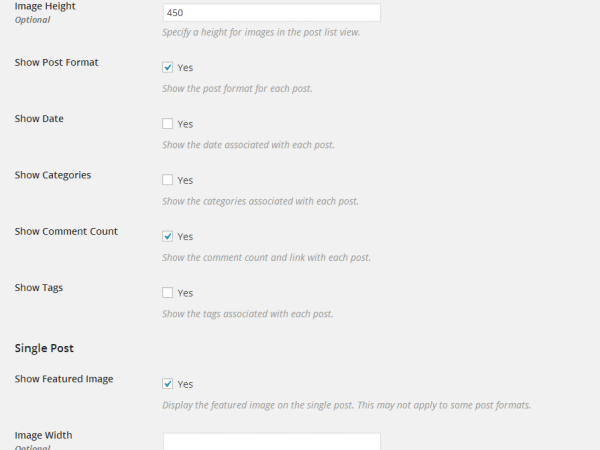 Image Height
Optional
450
Specify a height for images in the post list view.
Show Post Format
Yes
Show the post format for each post.
Show Date
Yes
Show the date associated with each post.
Show Categories
Yes
Show the categories associated with each post.
Show Comment Count
Yes
Show the comment count and link with each post.
Show Tags
Yes
Show the tags associated with each post.
Single Post
Show Featured Image
Yes
Display the featured image on the single post. This may not apply to some post formats.
Image Width
Optional